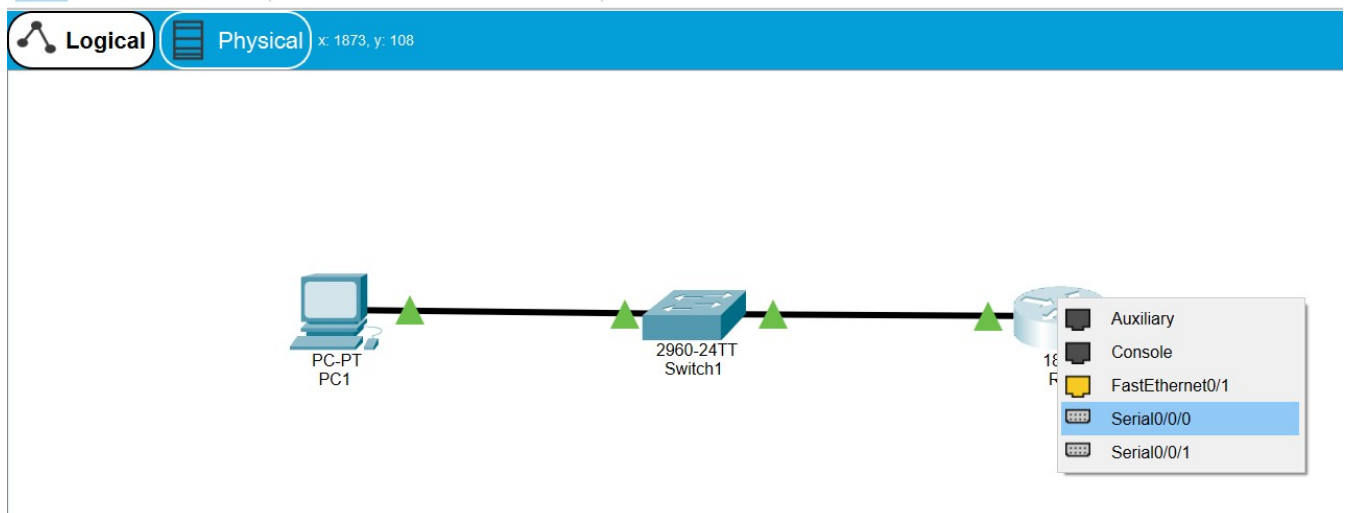 Logical
Physical
x: 1873, y: 108
PC-PT
PC1
2960-24TT
Switch1
Auxiliary
Console
FastEthernet0/1
Serial0/0/0
Serial0/0/1